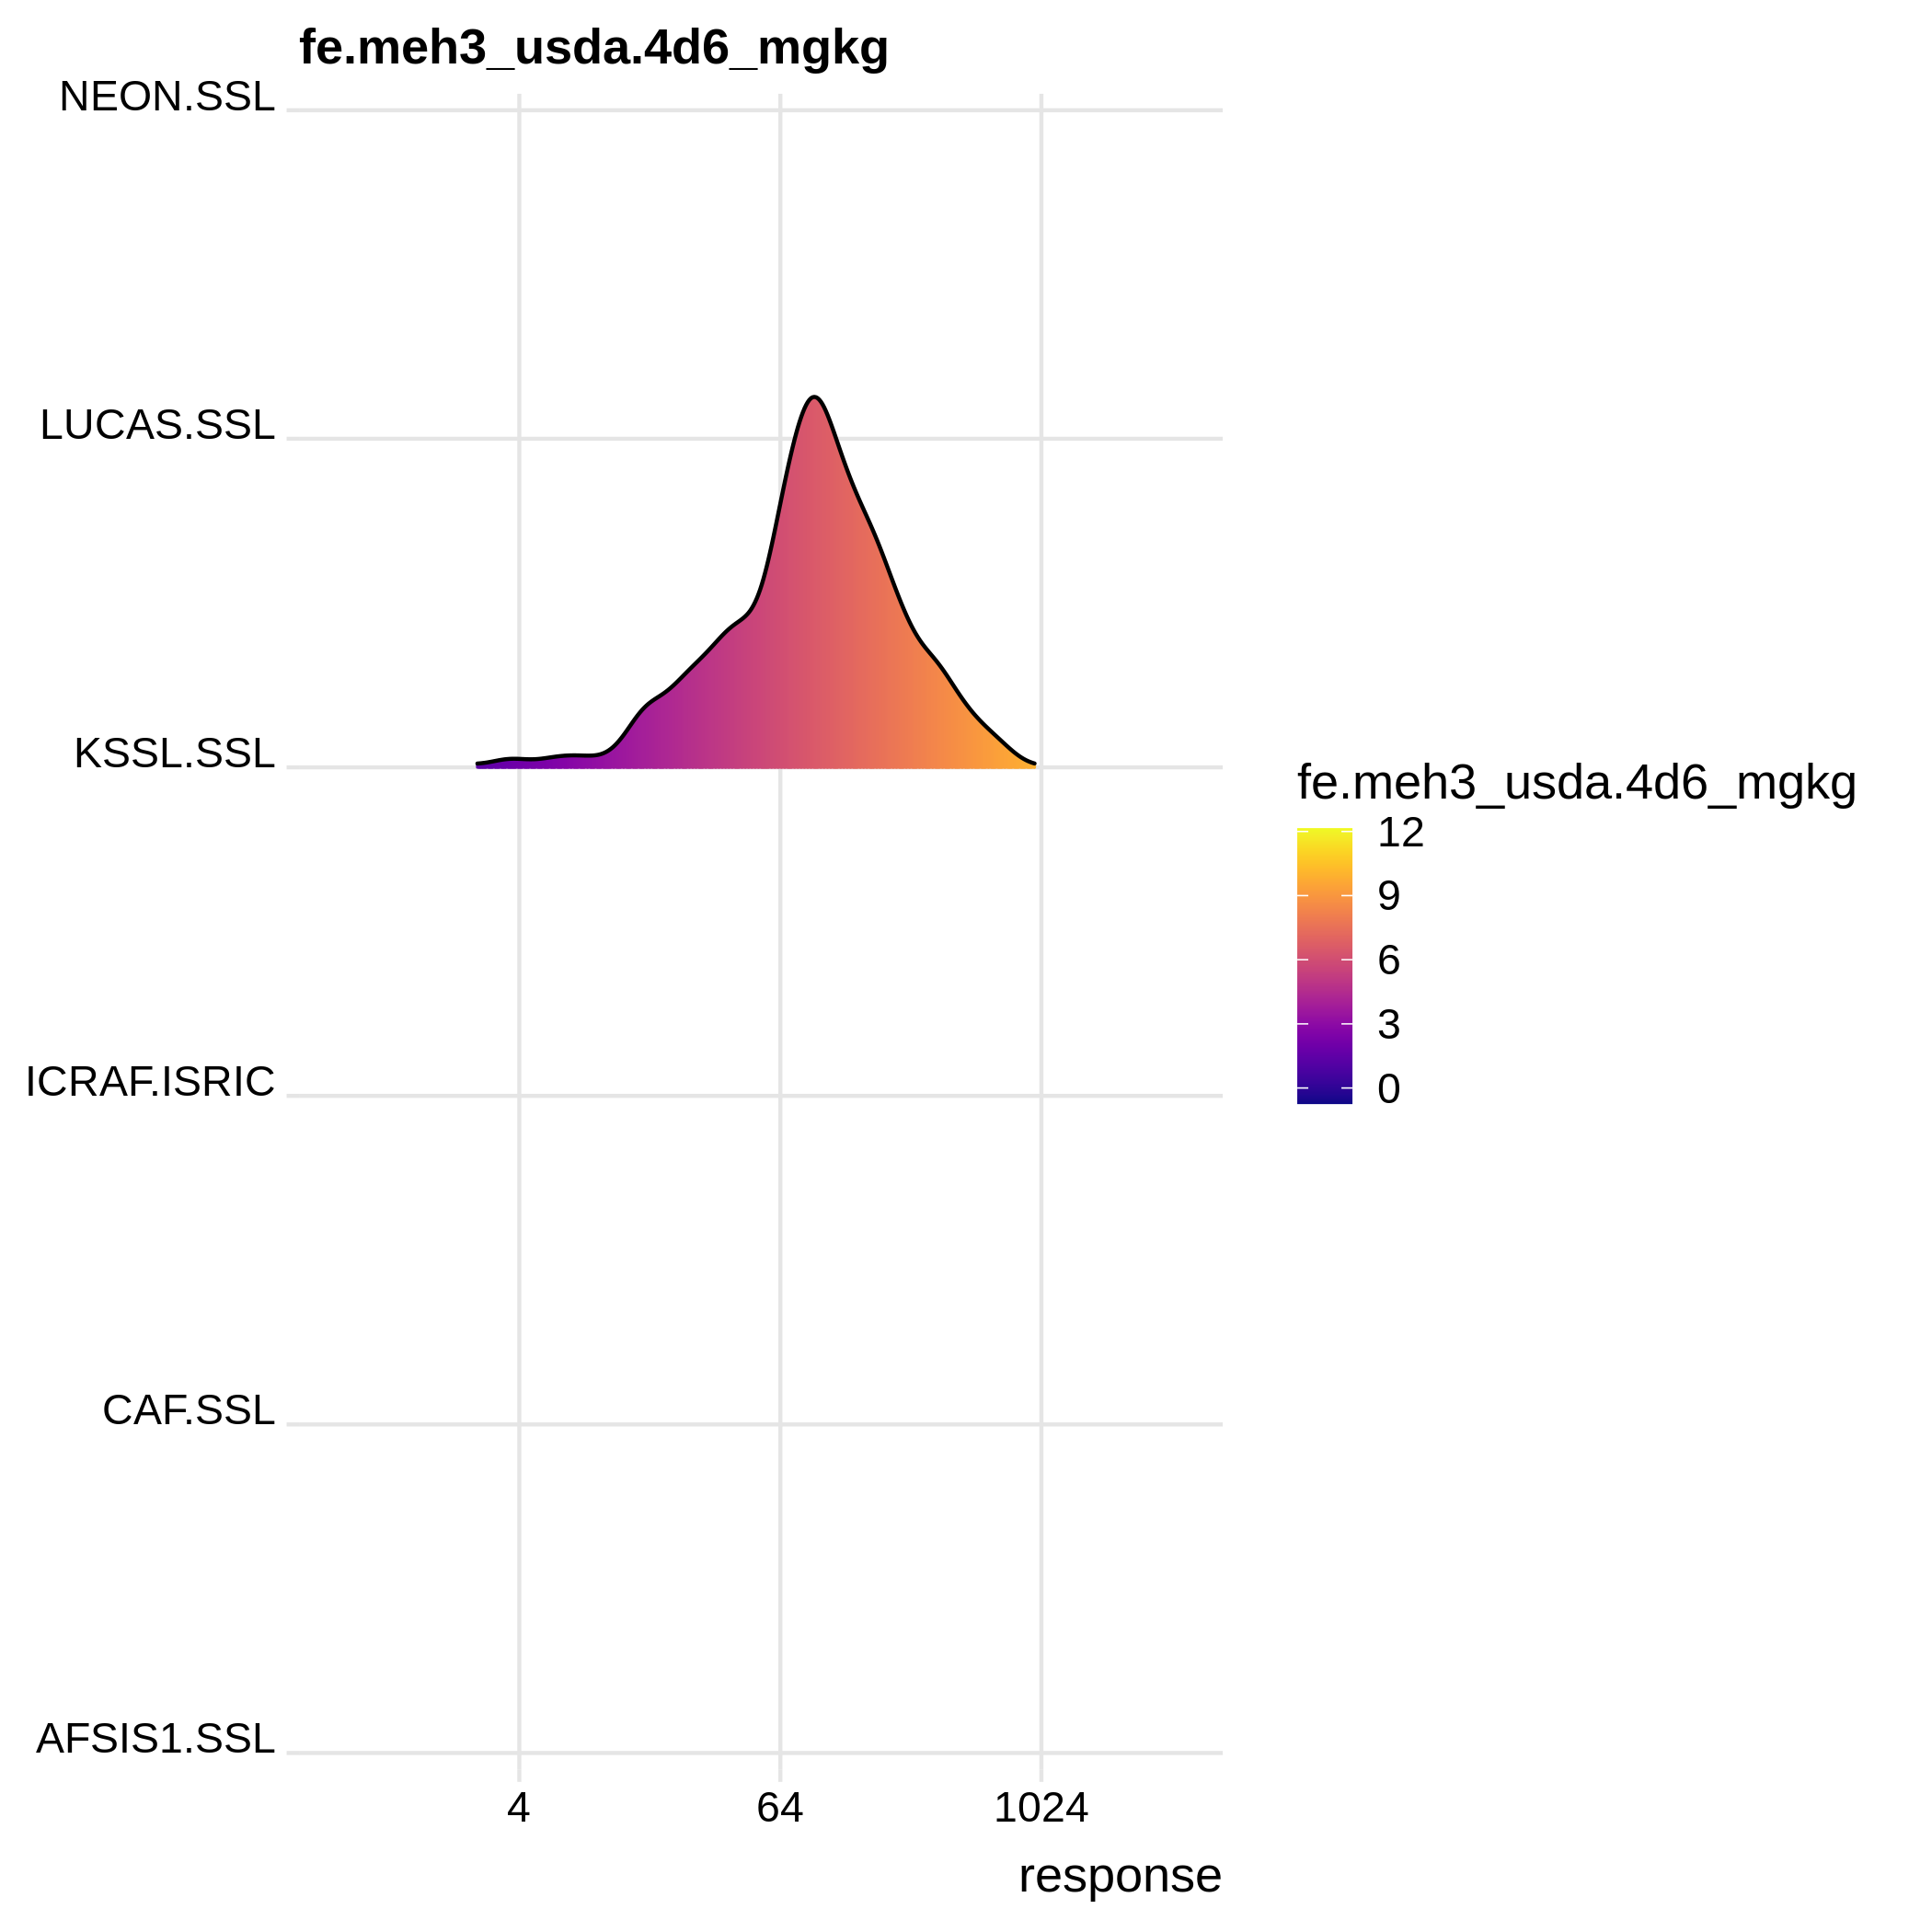 fe.meh3_usda.4d6_mgkg
NEON.SSL
LUCAS.SSL
KSSL.SSL
ICRAF.ISRIC
CAF.SSL
AFSIS1.SSL
4 64 1024
response
fe.meh3_usda.4d6_mgkg
12
9
6
3
0